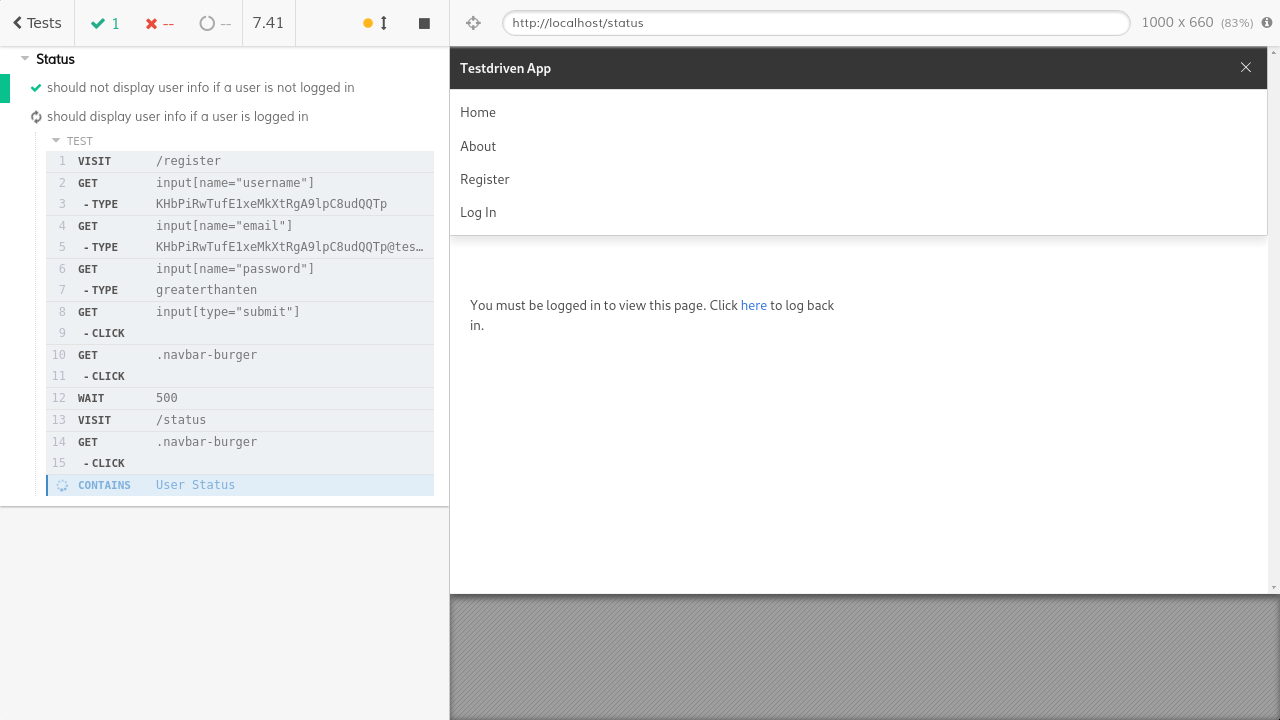 Tests 1 -- -- 7.41
http://localhost/status 1000 x 660 (83%)
Status
should not display user info if a user is not logged in
should display user info if a user is logged in
TEST
1 VISIT /register
2 GET input[name="username"]
3 - TYPE KHbPiRwTufE1xeMkXtRgA9lpC8udQQTp
4 GET input[name="email"]
5 - TYPE KHbPiRwTufE1xeMkXtRgA9lpC8udQQTp@tes…
6 GET input[name="password"]
7 - TYPE greaterthanten
8 GET input[type="submit"]
9 - CLICK
10 GET .navbar-burger
11 - CLICK
12 WAIT 500
13 VISIT /status
14 GET .navbar-burger
15 - CLICK
CONTAINS User Status
Testdriven App
Home
About
Register
Log In
You must be logged in to view this page. Click here to log back
in.